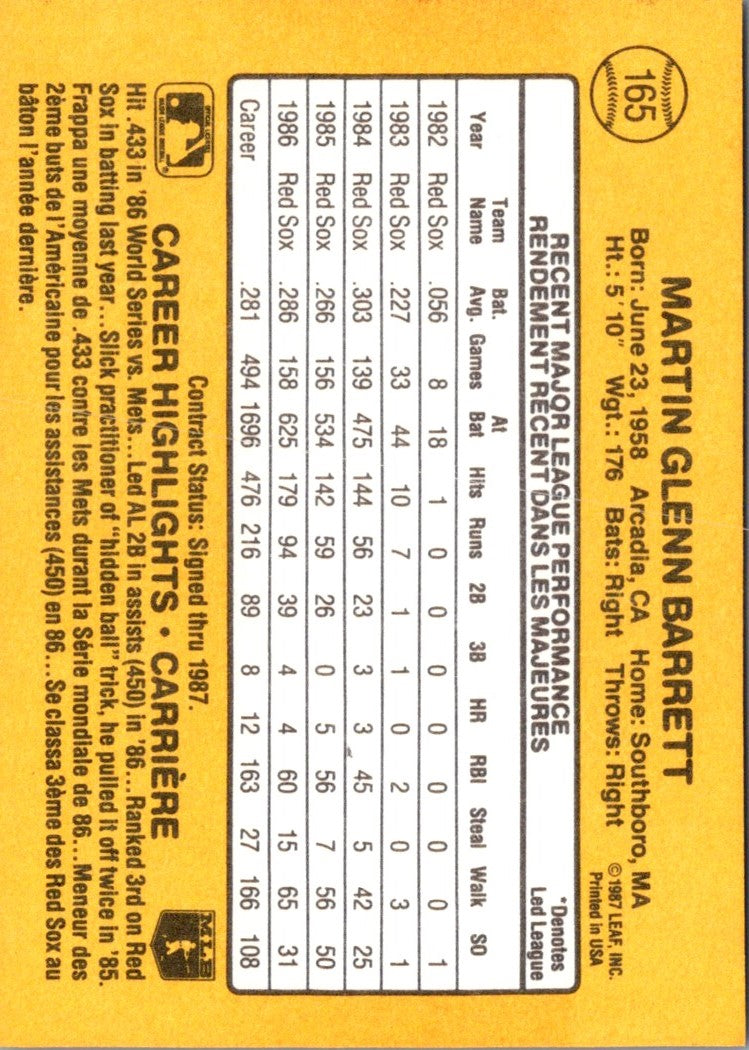 165
MARTIN GLENN BARRETT
Born: June 23, 1958 Arcadia, CA Home: Southboro, MA
Ht.: 5'10" Wgt.: 176 Bats: Right Throws: Right
©1987 LEAF, INC.
Printed in USA
RECENT MAJOR LEAGUE PERFORMANCE
RENDEMENT RÉCENT DANS LES MAJEURES
*Denotes
Led League
Year Team Name Bat. Avg. Games At Bat Hits Runs 2B 3B HR RBI Steal Walk SO
1982 Red Sox .056 8 18 1 0 0 0 0 0 0 0 1
1983 Red Sox .227 33 44 10 7 1 1 0 2 0 3 1
1984 Red Sox .303 139 475 144 56 23 3 3 45 5 42 25
1985 Red Sox .266 156 534 142 59 26 0 5 56 7 56 50
1986 Red Sox .286 158 625 179 94 39 4 4 60 15 65 31
Career .281 494 1696 476 216 89 8 12 163 27 166 108
Contract Status: Signed thru 1987.
CAREER HIGHLIGHTS • CARRIÈRE
MLB
Hit .433 in '86 World Series vs. Mets...Led AL 2B in assists (450) in '86...Ranked 3rd on Red
Sox in batting last year...Slick practitioner of "hidden ball" trick, he pulled it off twice in '85.
Frappa une moyenne de .433 contre les Mets durant la Série mondiale de 86...Meneur des
2ème buts de l'Américaine pour les assistances (450) en 86...Se classa 3ème des Red Sox au
bâton l'année dernière.